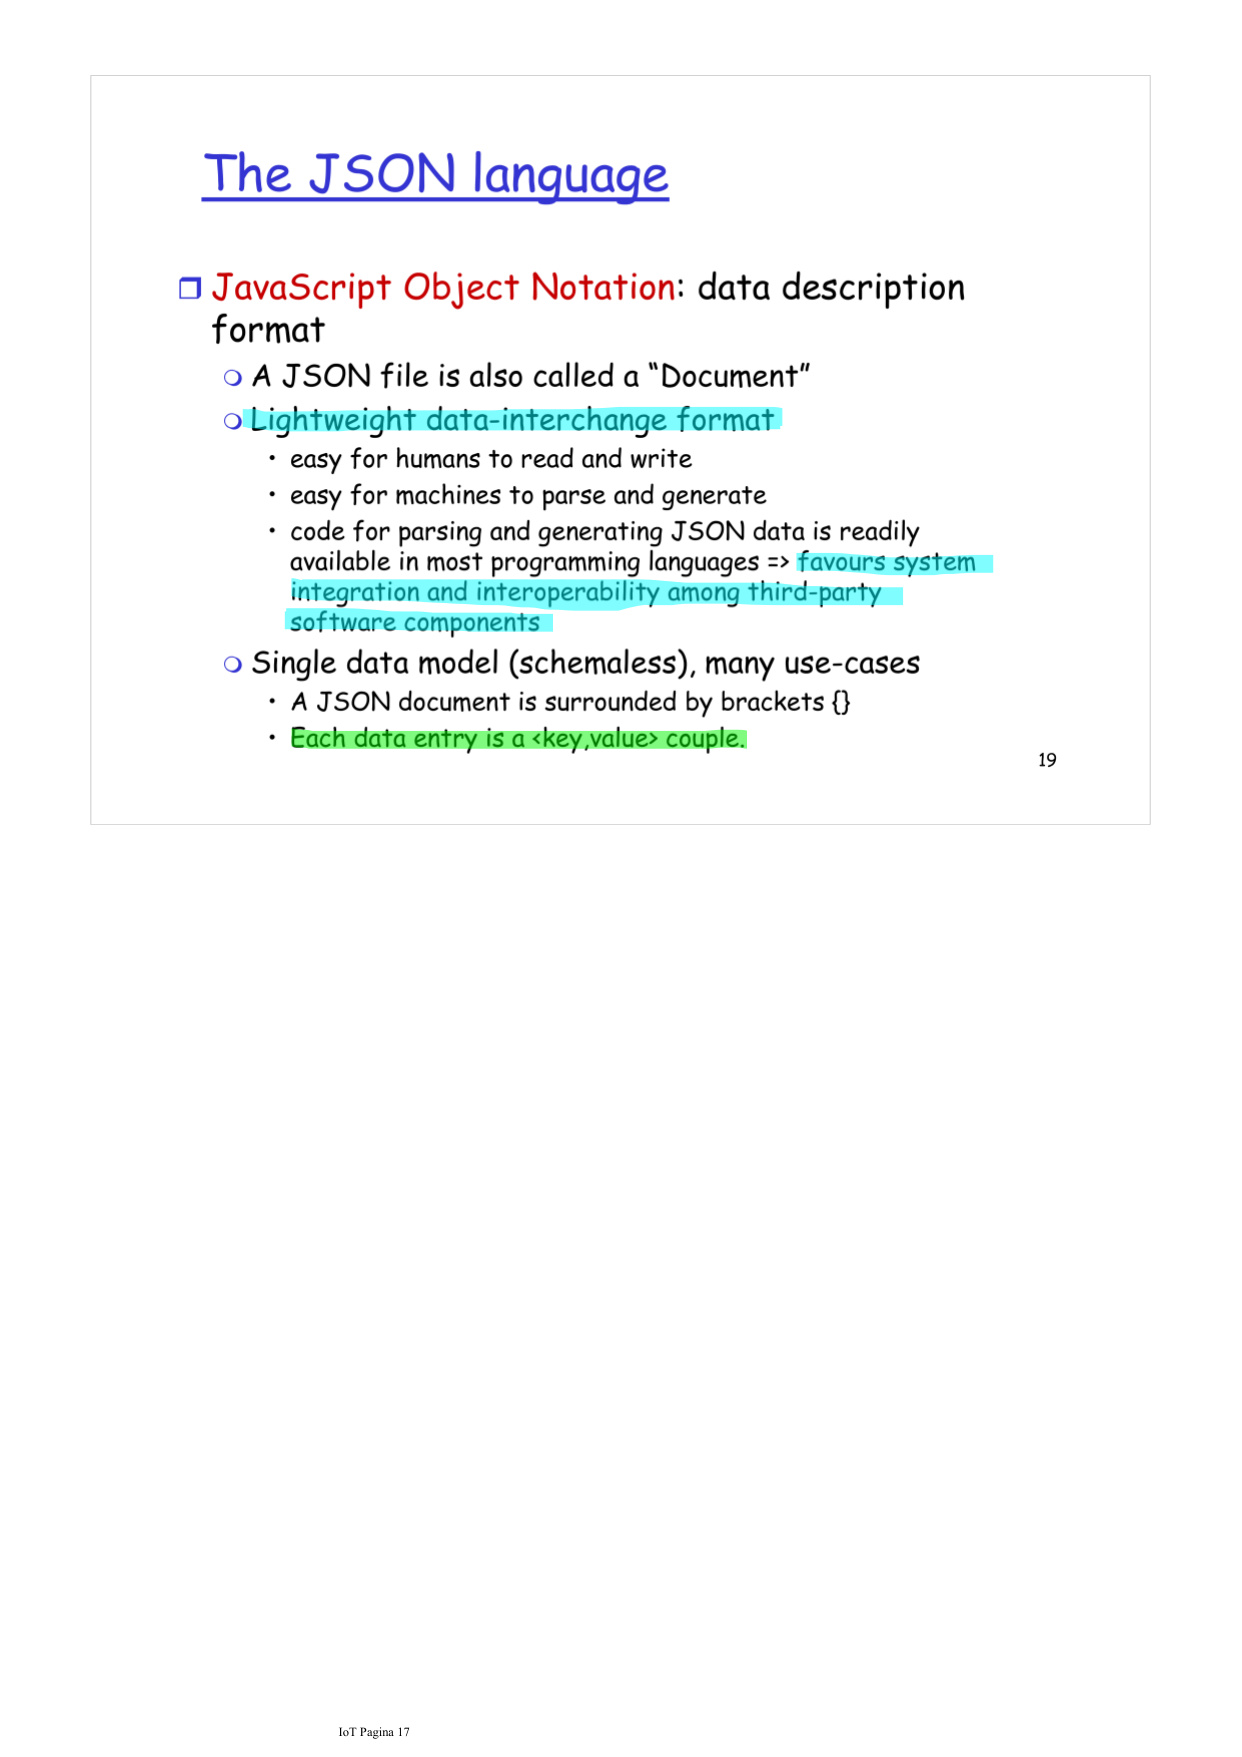 The JSON language
❒ JavaScript Object Notation: data description
format
❍ A JSON file is also called a “Document”
❍ Lightweight data-interchange format
• easy for humans to read and write
• easy for machines to parse and generate
• code for parsing and generating JSON data is readily
available in most programming languages => favours system
integration and interoperability among third-party
software components
❍ Single data model (schemaless), many use-cases
• A JSON document is surrounded by brackets {}
• Each data entry is a <key,value> couple.
19
IoT Pagina 17